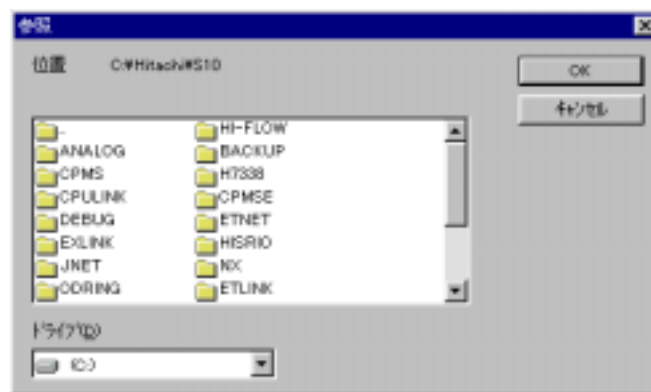 参照
位置 C:¥Hitachi¥S10
OK
キャンセル
.. HI-FLOW
ANALOG BACKUP
CPMS H7338
CPULINK CPMSE
DEBUG ETNET
EXLINK HISRIO
JNET NX
ODRING ETLINK
ドライブ(D)
(C:)